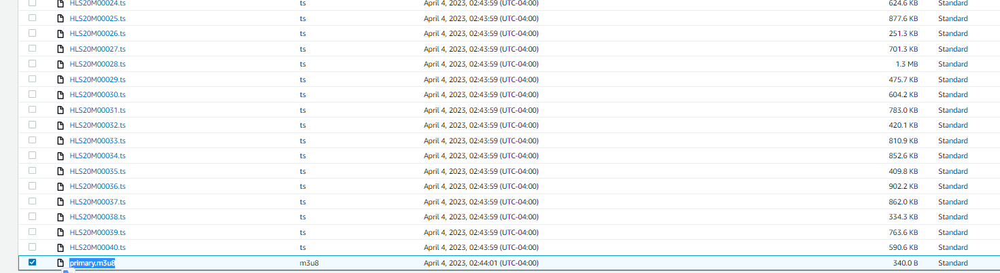 HLS20M00024.ts ts April 4, 2023, 02:43:59 (UTC-04:00) 624.6 KB Standard
HLS20M00025.ts ts April 4, 2023, 02:43:59 (UTC-04:00) 877.6 KB Standard
HLS20M00026.ts ts April 4, 2023, 02:43:59 (UTC-04:00) 251.3 KB Standard
HLS20M00027.ts ts April 4, 2023, 02:43:59 (UTC-04:00) 701.3 KB Standard
HLS20M00028.ts ts April 4, 2023, 02:43:59 (UTC-04:00) 1.3 MB Standard
HLS20M00029.ts ts April 4, 2023, 02:43:59 (UTC-04:00) 475.7 KB Standard
HLS20M00030.ts ts April 4, 2023, 02:43:59 (UTC-04:00) 604.2 KB Standard
HLS20M00031.ts ts April 4, 2023, 02:43:59 (UTC-04:00) 783.0 KB Standard
HLS20M00032.ts ts April 4, 2023, 02:43:59 (UTC-04:00) 420.1 KB Standard
HLS20M00033.ts ts April 4, 2023, 02:43:59 (UTC-04:00) 810.9 KB Standard
HLS20M00034.ts ts April 4, 2023, 02:43:59 (UTC-04:00) 852.6 KB Standard
HLS20M00035.ts ts April 4, 2023, 02:43:59 (UTC-04:00) 409.8 KB Standard
HLS20M00036.ts ts April 4, 2023, 02:43:59 (UTC-04:00) 902.2 KB Standard
HLS20M00037.ts ts April 4, 2023, 02:43:59 (UTC-04:00) 862.0 KB Standard
HLS20M00038.ts ts April 4, 2023, 02:43:59 (UTC-04:00) 334.3 KB Standard
HLS20M00039.ts ts April 4, 2023, 02:43:59 (UTC-04:00) 763.6 KB Standard
HLS20M00040.ts ts April 4, 2023, 02:43:59 (UTC-04:00) 590.6 KB Standard
primary.m3u8 m3u8 April 4, 2023, 02:44:01 (UTC-04:00) 340.0 B Standard